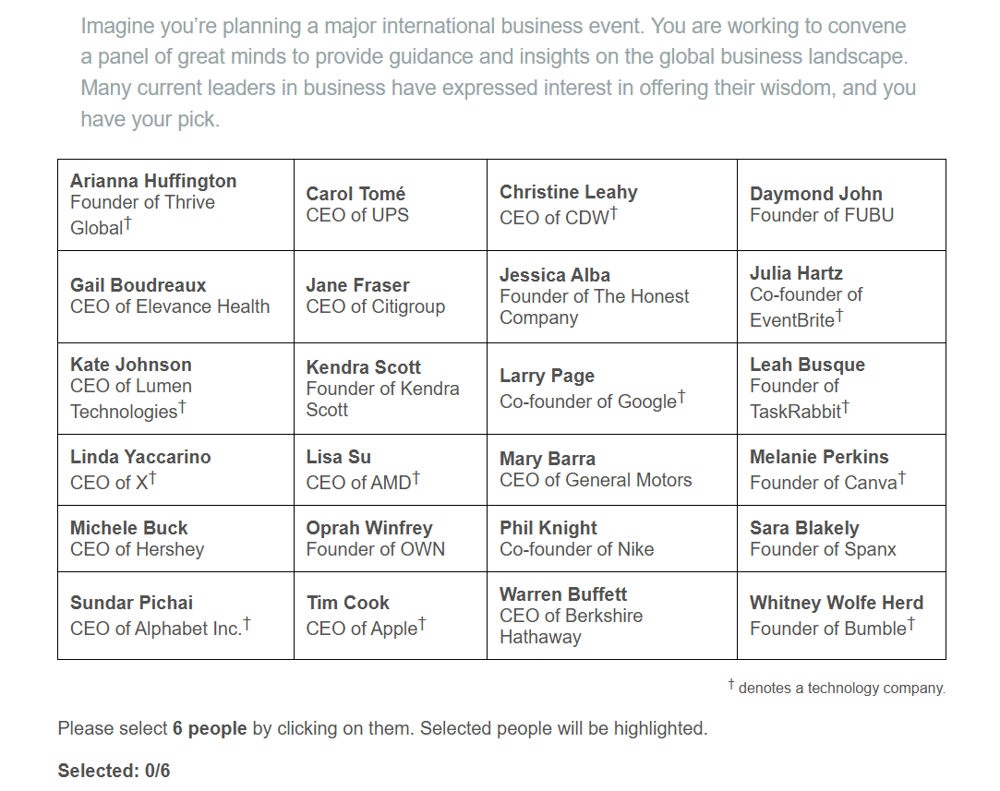 Imagine you’re planning a major international business event. You are working to convene
a panel of great minds to provide guidance and insights on the global business landscape.
Many current leaders in business have expressed interest in offering their wisdom, and you
have your pick.
Arianna Huffington
Founder of Thrive
Global†
Carol Tomé
CEO of UPS
Christine Leahy
CEO of CDW†
Daymond John
Founder of FUBU
Gail Boudreaux
CEO of Elevance Health
Jane Fraser
CEO of Citigroup
Jessica Alba
Founder of The Honest
Company
Julia Hartz
Co-founder of
EventBrite†
Kate Johnson
CEO of Lumen
Technologies†
Kendra Scott
Founder of Kendra
Scott
Larry Page
Co-founder of Google†
Leah Busque
Founder of
TaskRabbit†
Linda Yaccarino
CEO of X†
Lisa Su
CEO of AMD†
Mary Barra
CEO of General Motors
Melanie Perkins
Founder of Canva†
Michele Buck
CEO of Hershey
Oprah Winfrey
Founder of OWN
Phil Knight
Co-founder of Nike
Sara Blakely
Founder of Spanx
Sundar Pichai
CEO of Alphabet Inc.†
Tim Cook
CEO of Apple†
Warren Buffett
CEO of Berkshire
Hathaway
Whitney Wolfe Herd
Founder of Bumble†
† denotes a technology company.
Please select 6 people by clicking on them. Selected people will be highlighted.
Selected: 0/6